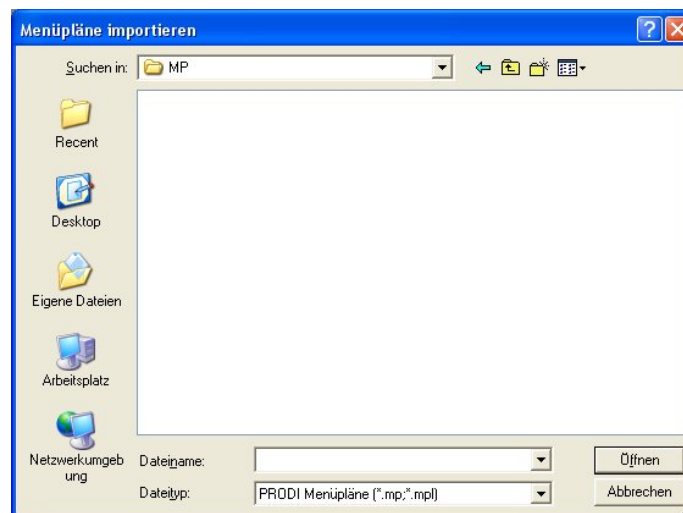 Menüpläne importieren
Suchen in: MP
Recent
Desktop
Eigene Dateien
Arbeitsplatz
Netzwerkumgeb
ung
Dateiname:
Öffnen
Dateityp: PRODI Menüpläne (*.mp;*.mpl)
Abbrechen